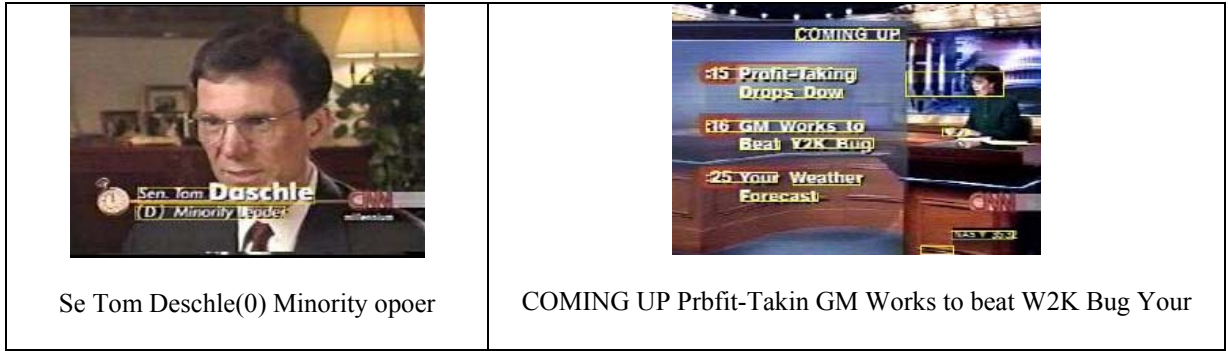 Sen. Tom Daschle
(D) Minority Leader
CNN
millennium
COMING UP
:15 Profit-Taking
Drops Dow
:16 GM Works to
Beat Y2K Bug
:25 Your Weather
Forecast
CNN
Se Tom Deschle(0) Minority opoer
COMING UP Prbfit-Takin GM Works to beat W2K Bug Your